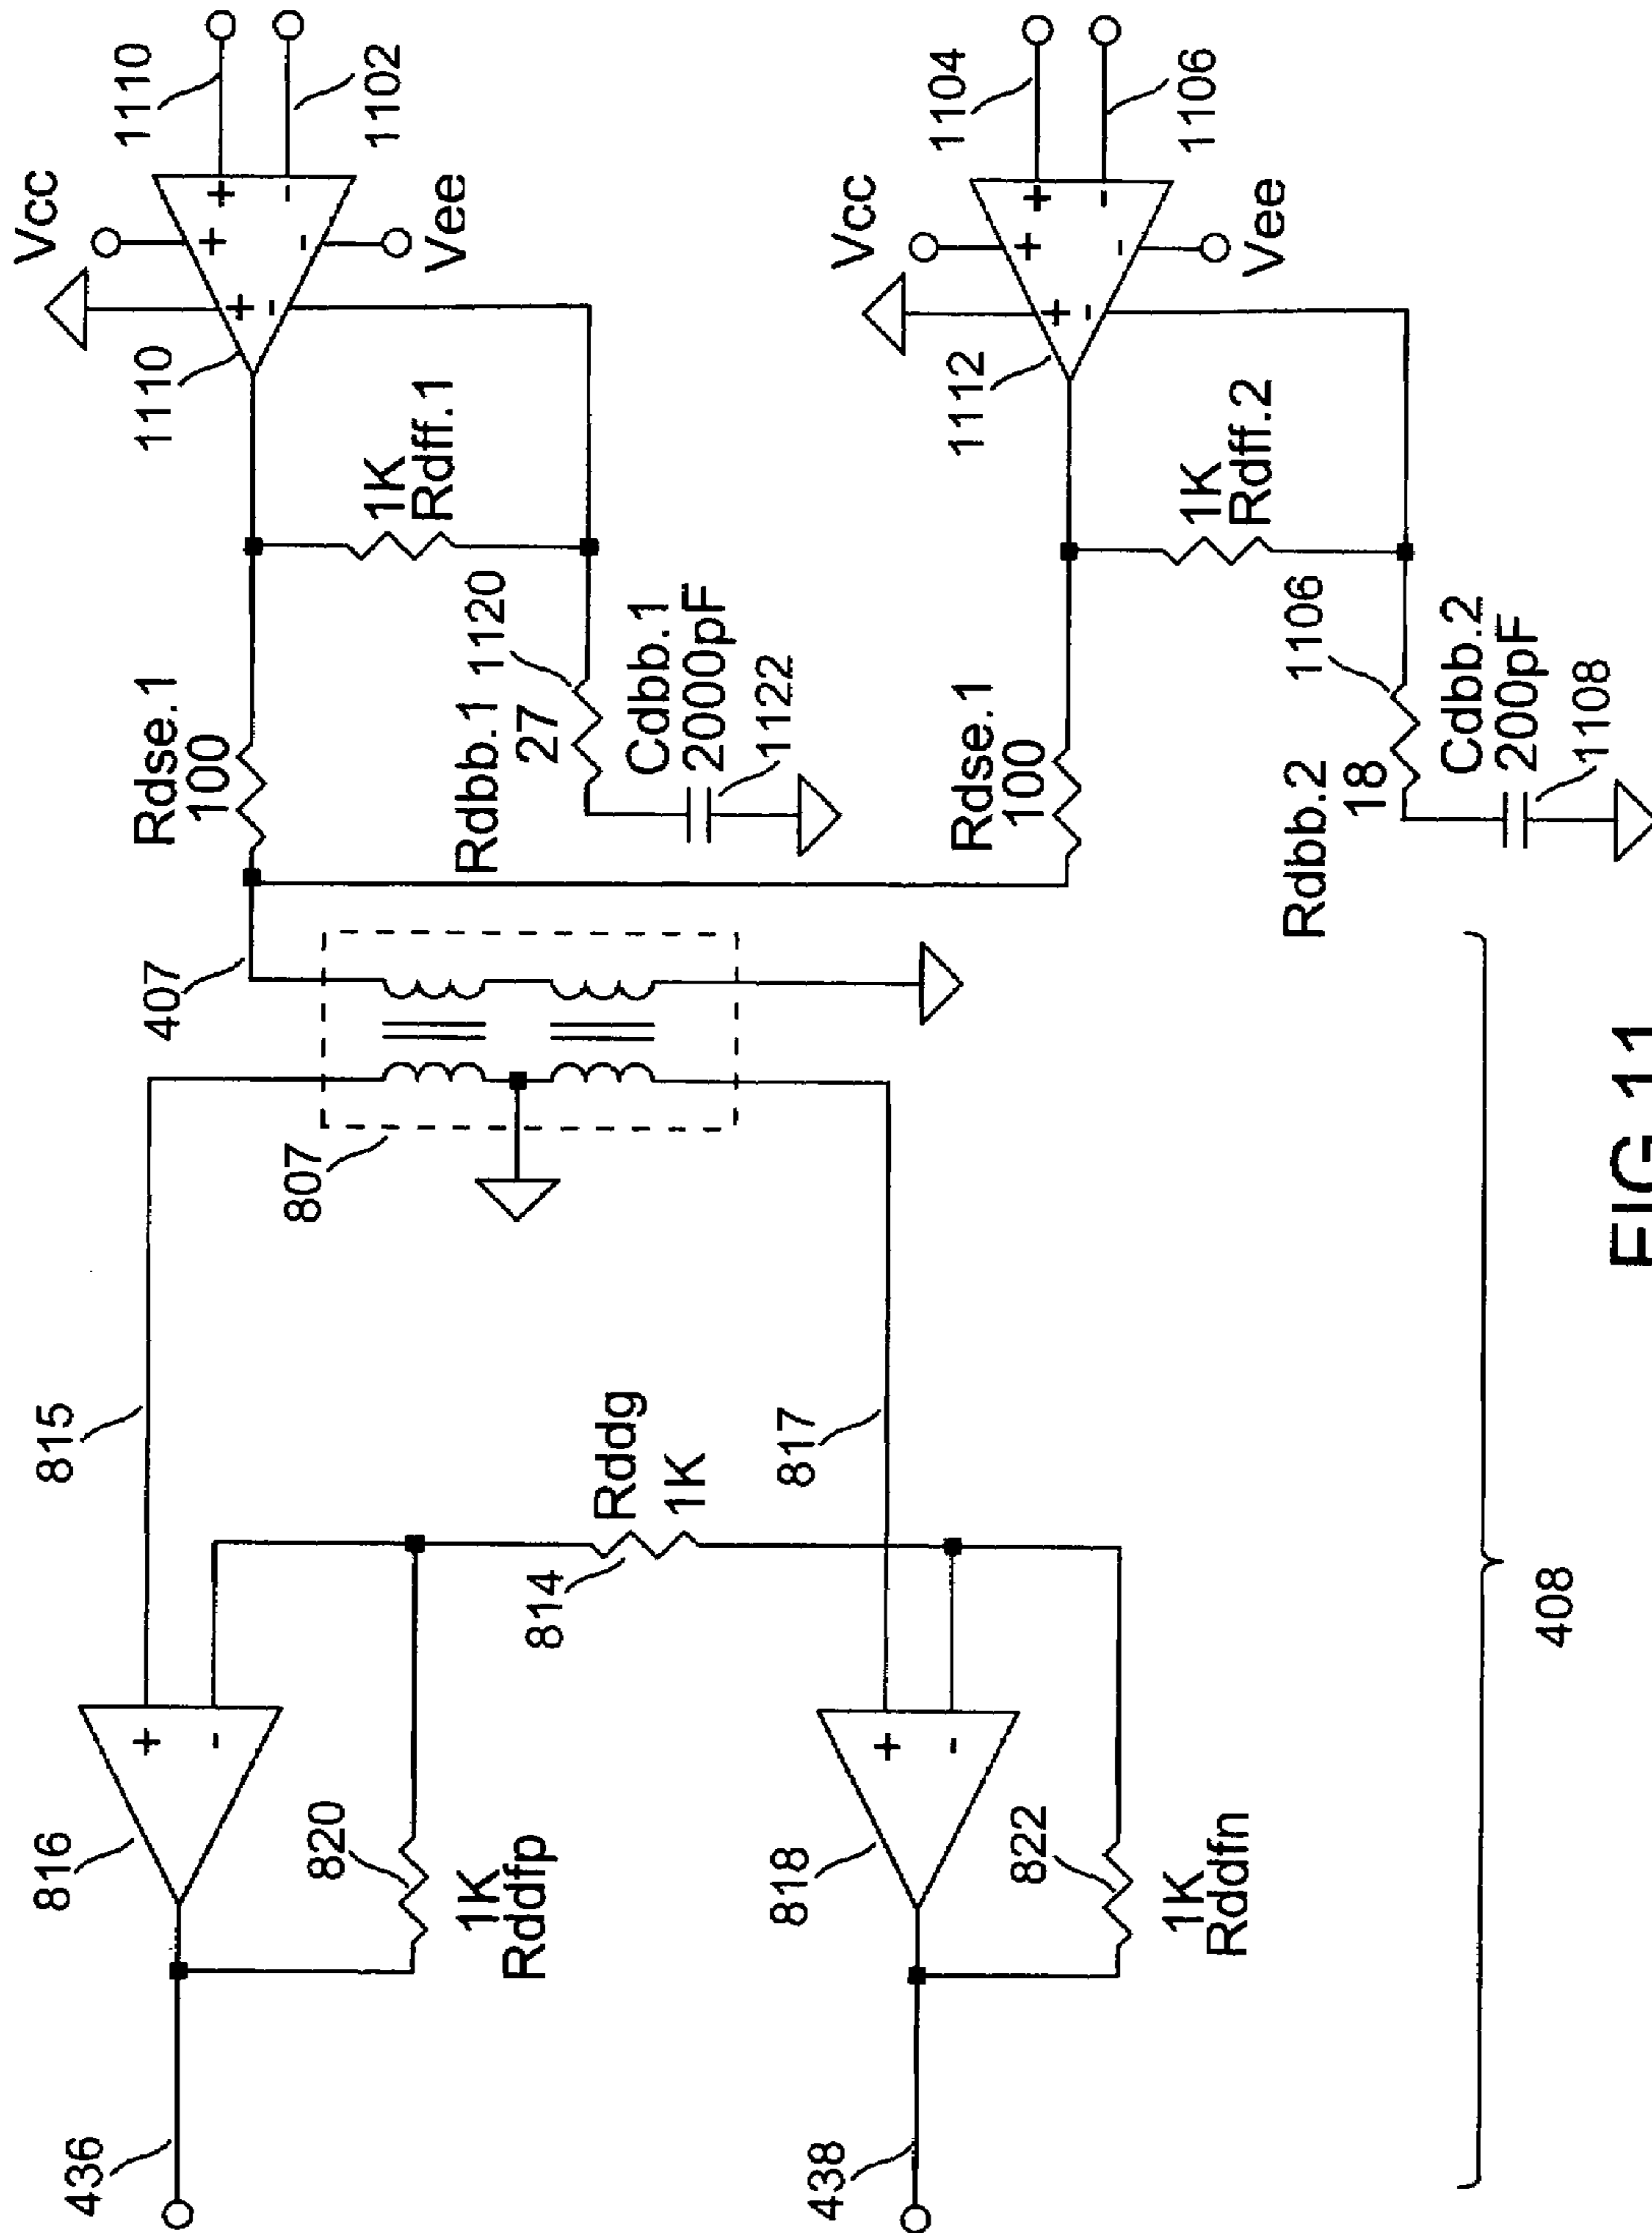 436
816
815
Vcc
1110
820
1K
Rddfp
807
407
Rdse.1
100
1110
1102
Vee
1K
Rdff.1
Rdbb.1
27
1120
Cdbb.1
2000pF
1122
814
Rddg
1K
438
818
817
Vcc
1104
822
1K
Rddfn
Rdse.1
100
1112
1106
Vee
1K
Rdff.2
Rdbb.2
18
1106
Cdbb.2
200pF
1108
408
+
-
+
-
+
-
+
-
+
-
+
-
+
-
+
-
FIG 11